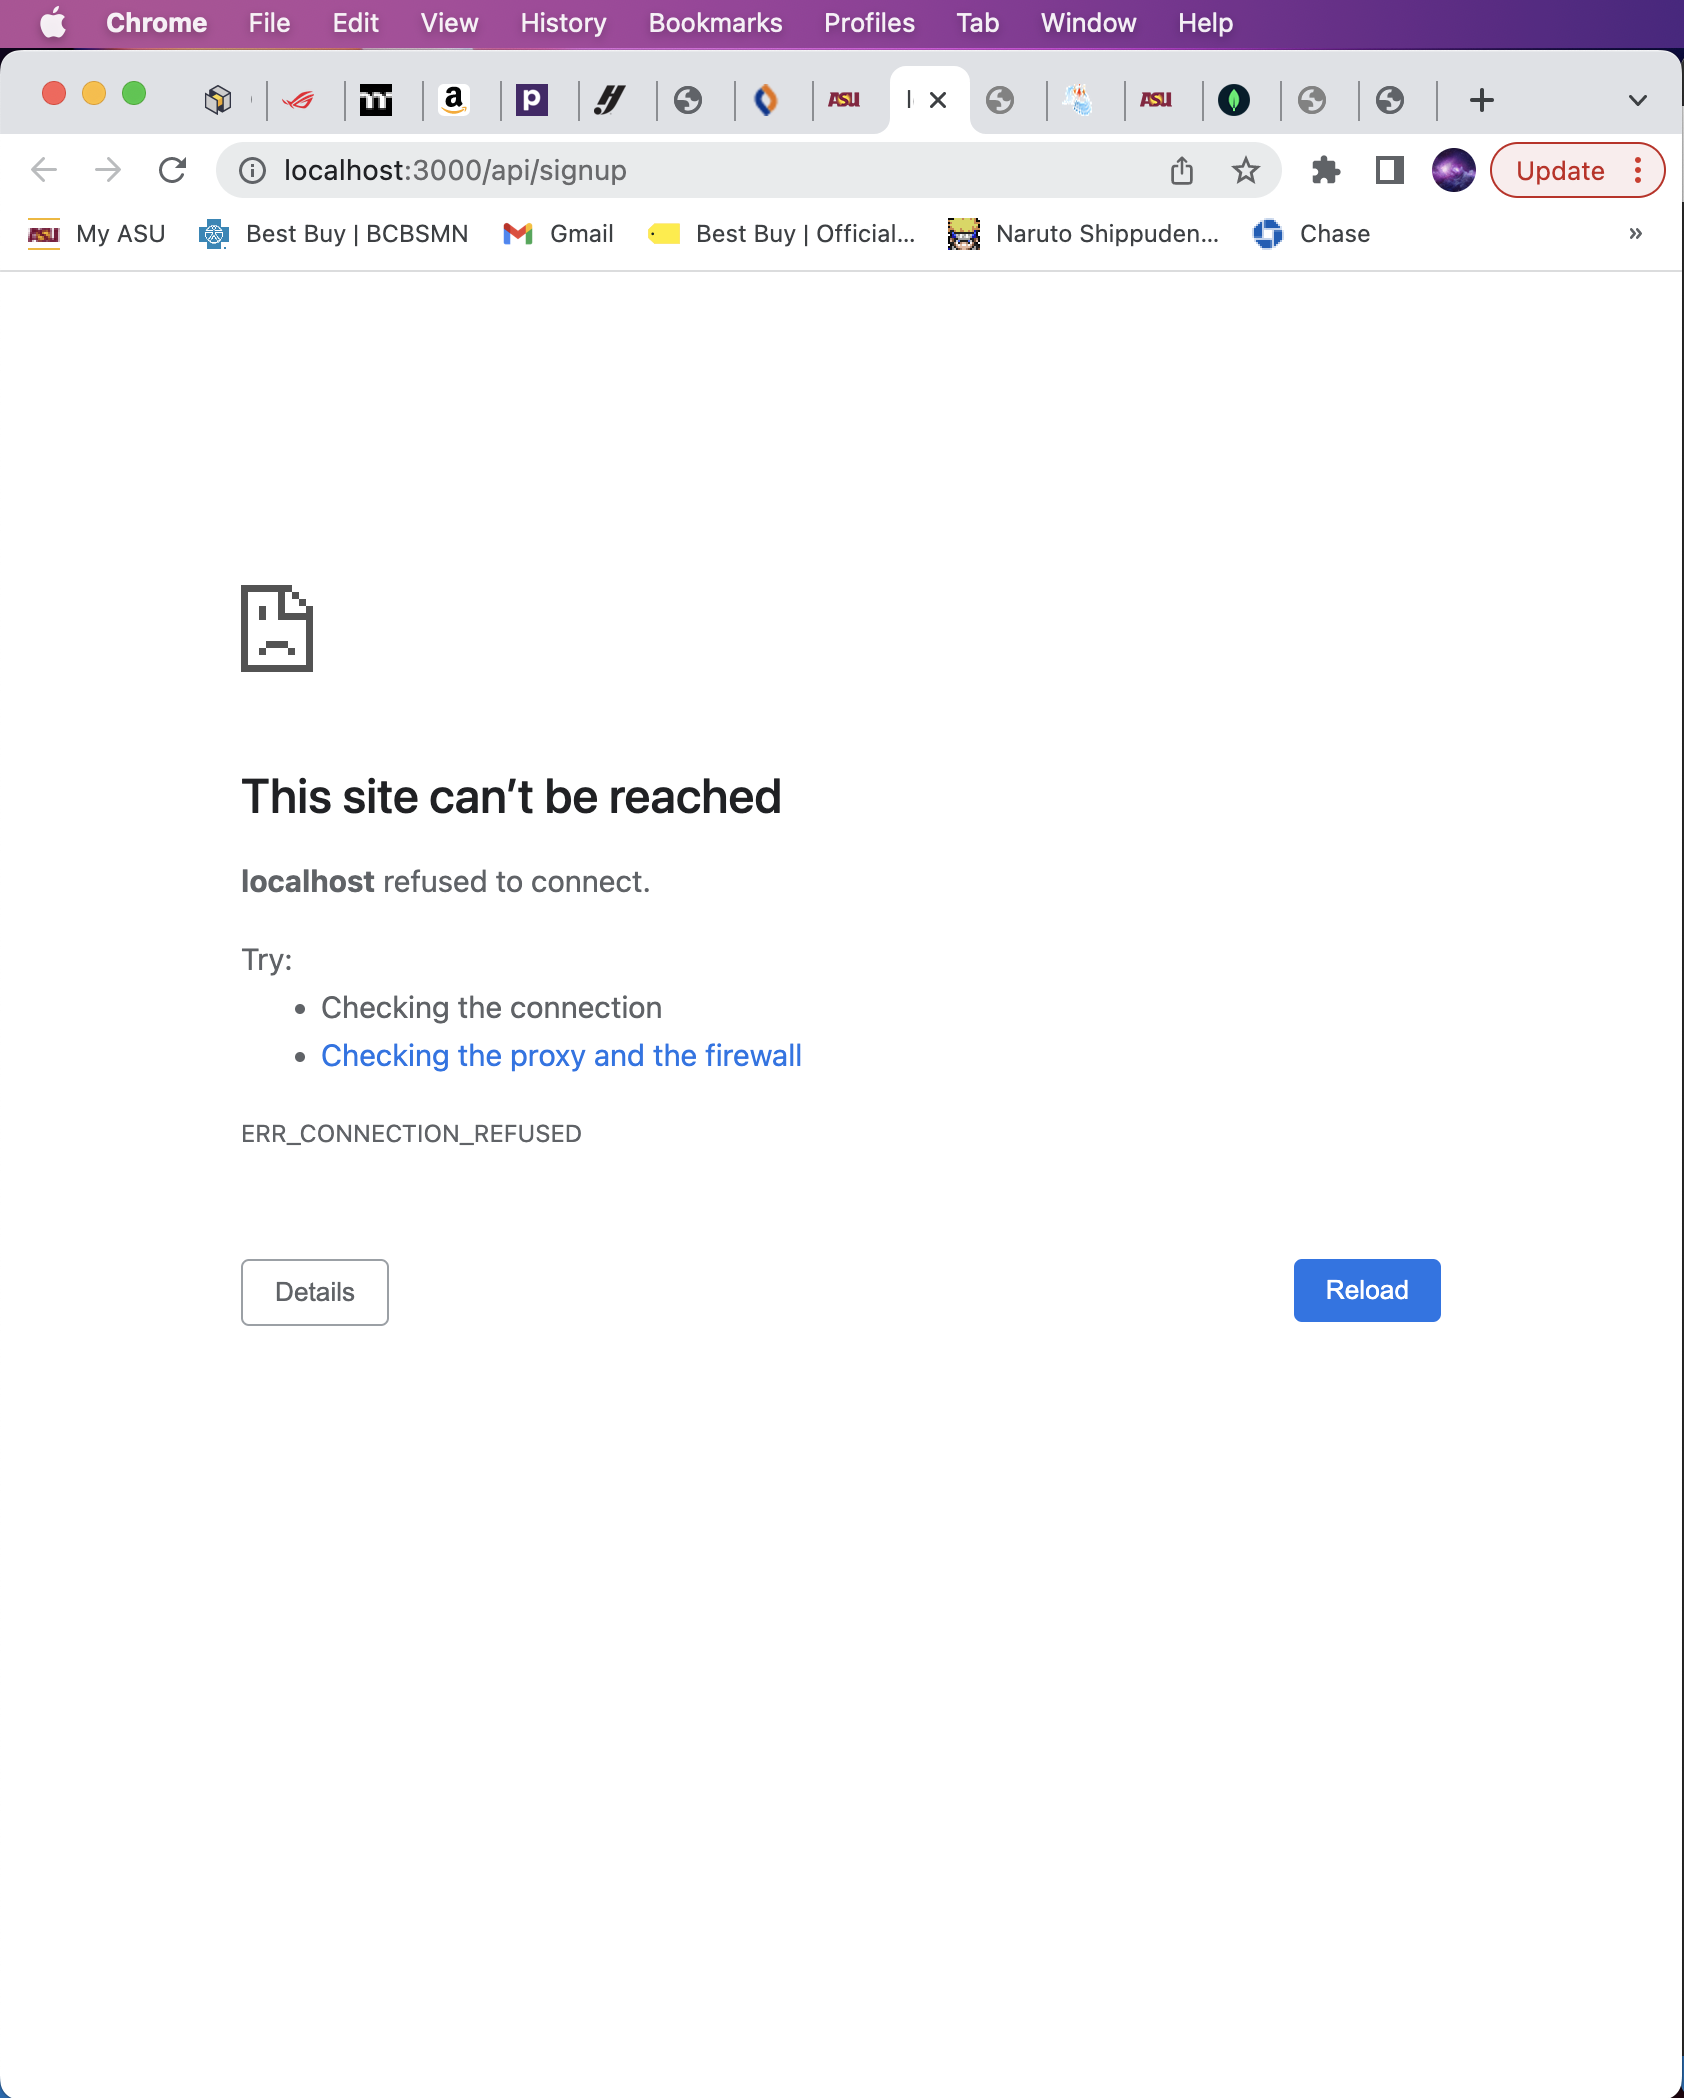 Chrome File Edit View History Bookmarks Profiles Tab Window Help
m a p ASU ASU
localhost:3000/api/signup Update
ASU My ASU Best Buy | BCBSMN Gmail Best Buy | Official... Naruto Shippuden... Chase »
This site can’t be reached
localhost refused to connect.
Try:
• Checking the connection
• Checking the proxy and the firewall
ERR_CONNECTION_REFUSED
Details Reload